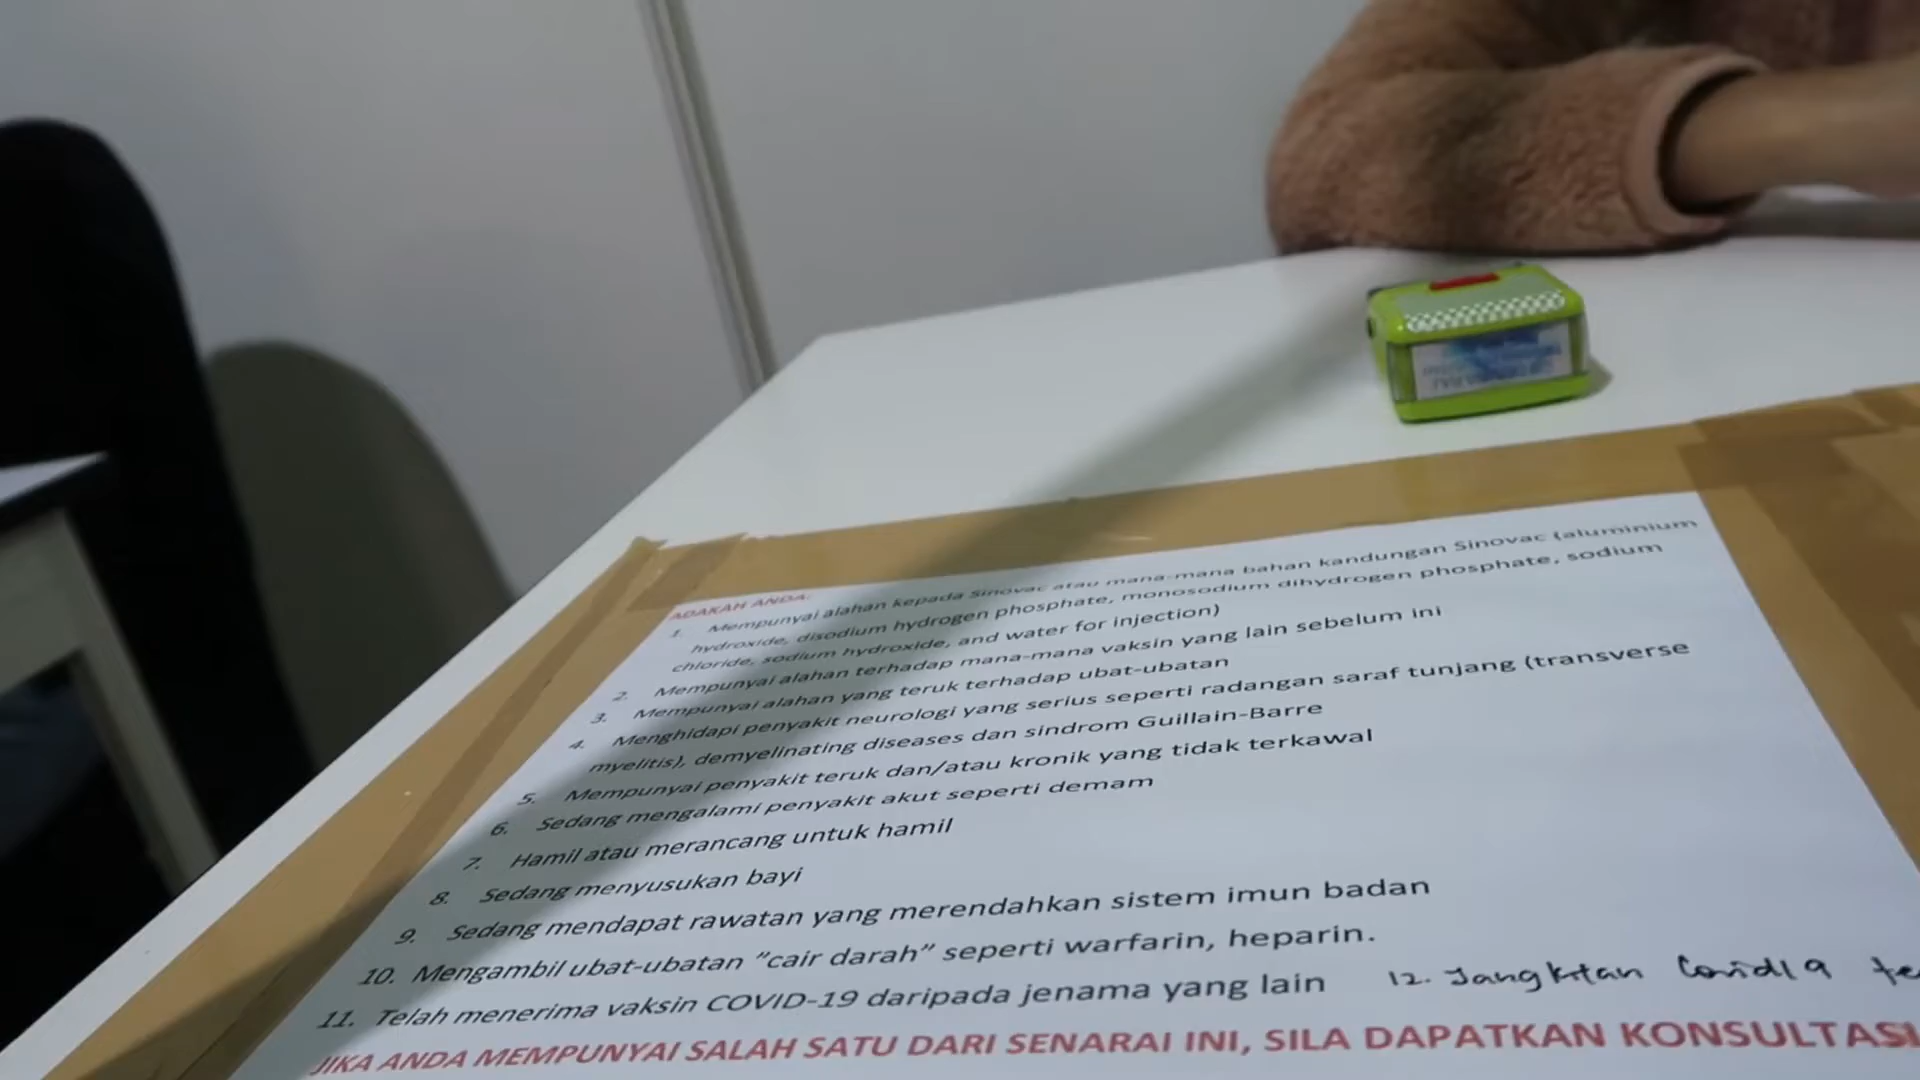 ADAKAH ANDA:
1. Mempunyai alahan kepada Sinovac atau mana-mana bahan kandungan Sinovac (aluminium
hydroxide, disodium hydrogen phosphate, monosodium dihydrogen phosphate, sodium
chloride, sodium hydroxide, and water for injection)
2. Mempunyai alahan terhadap mana-mana vaksin yang lain sebelum ini
3. Mempunyai alahan yang teruk terhadap ubat-ubatan
4. Menghidapi penyakit neurologi yang serius seperti radangan saraf tunjang (transverse
myelitis), demyelinating diseases dan sindrom Guillain-Barre
5. Mempunyai penyakit teruk dan/atau kronik yang tidak terkawal
6. Sedang mengalami penyakit akut seperti demam
7. Hamil atau merancang untuk hamil
8. Sedang menyusukan bayi
9. Sedang mendapat rawatan yang merendahkan sistem imun badan
10. Mengambil ubat-ubatan "cair darah" seperti warfarin, heparin.
11. Telah menerima vaksin COVID-19 daripada jenama yang lain
12. Jangkitan Covid19 te
JIKA ANDA MEMPUNYAI SALAH SATU DARI SENARAI INI, SILA DAPATKAN KONSULTASI